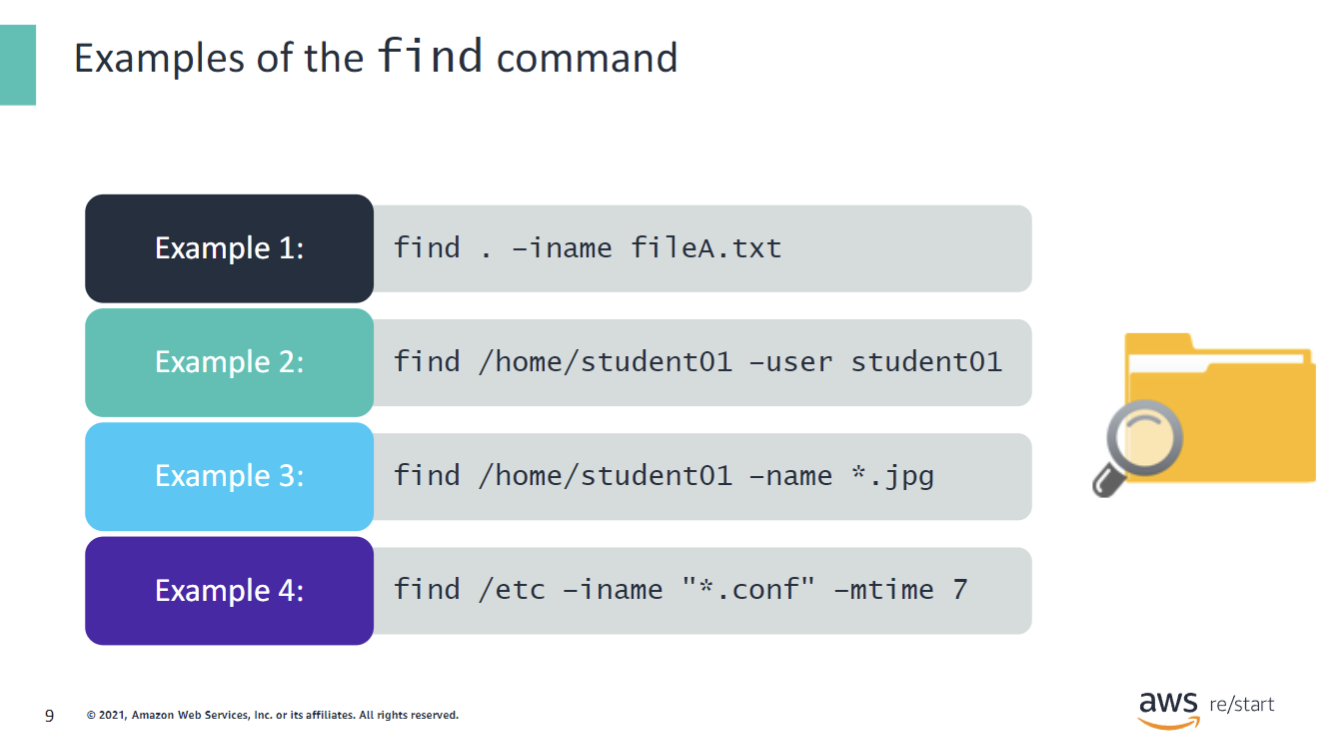 Examples of the find command
Example 1:
find . –iname fileA.txt
Example 2:
find /home/student01 –user student01
Example 3:
find /home/student01 –name *.jpg
Example 4:
find /etc –iname "*.conf" –mtime 7
9
© 2021, Amazon Web Services, Inc. or its affiliates. All rights reserved.
aws re/start